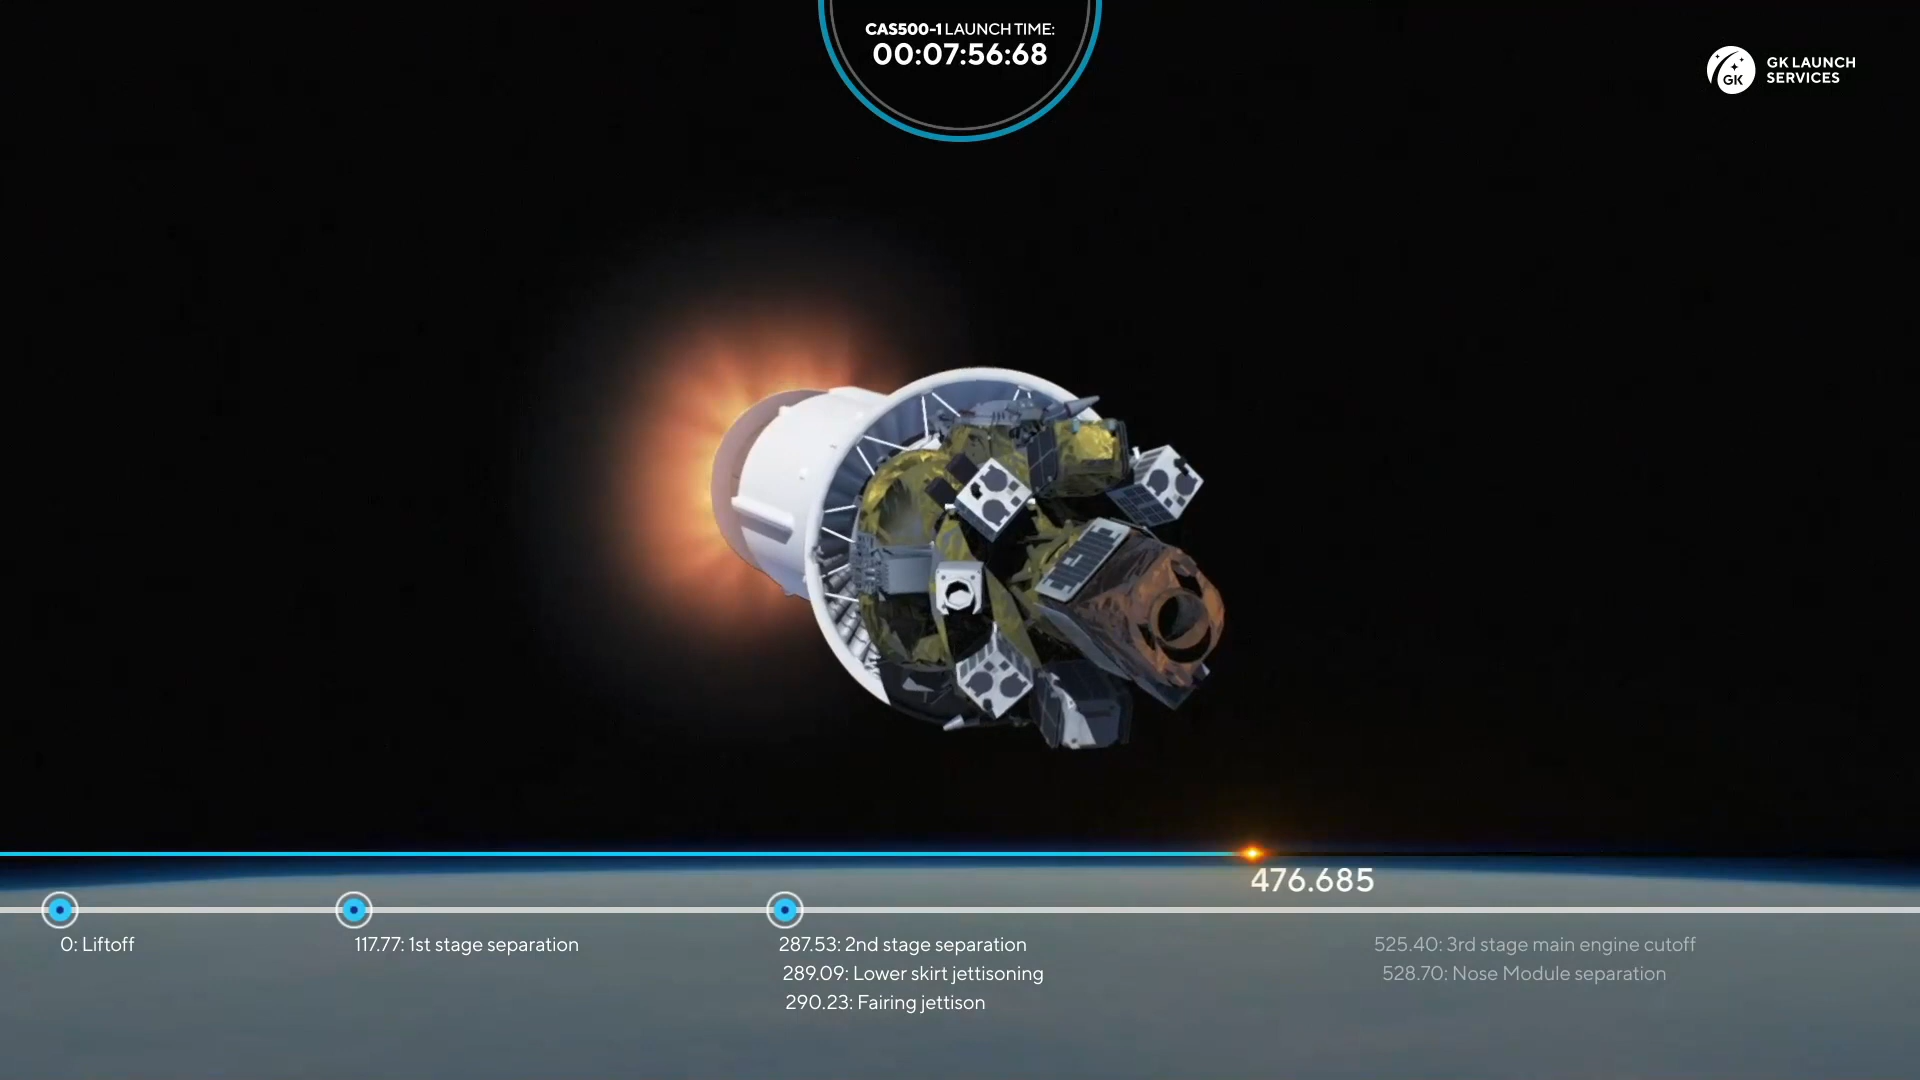 CAS500-1 LAUNCH TIME:
00:07:56:68
GK
GK LAUNCH
SERVICES
476.685
0: Liftoff
117.77: 1st stage separation
287.53: 2nd stage separation
289.09: Lower skirt jettisoning
290.23: Fairing jettison
525.40: 3rd stage main engine cutoff
528.70: Nose Module separation